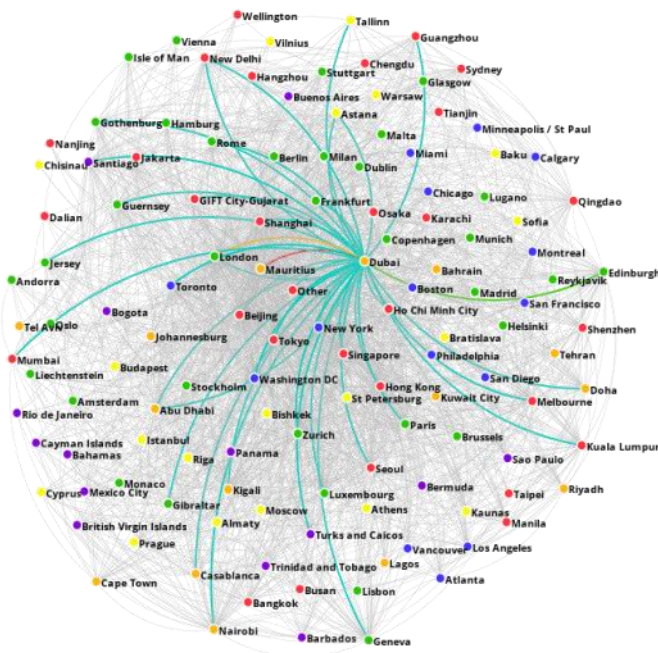 Wellington
Tallinn
Guangzhou
Vienna
Vilnius
Isle of Man
New Delhi
Chengdu
Sydney
Hangzhou
Stuttgart
Glasgow
Buenos Aires
Warsaw
Astana
Tianjin
Gothenburg
Hamburg
Minneapolis / St Paul
Malta
Nanjing
Rome
Berlin
Milan
Miami
Baku
Calgary
Chisinau
Santiago
Jakarta
Dublin
Guernsey
GIFT City-Gujarat
Frankfurt
Chicago
Lugano
Qingdao
Dalian
Shanghai
Osaka
Karachi
Sofia
Copenhagen
Munich
Montreal
Jersey
London
Mauritius
Dubai
Bahrain
Reykjavik
Edinburgh
Andorra
Toronto
Other
Boston
Madrid
San Francisco
Bogota
Beijing
Ho Chi Minh City
Tel Aviv
Oslo
Johannesburg
New York
Helsinki
Shenzhen
Tokyo
Bratislava
Mumbai
Singapore
Philadelphia
Tehran
Liechtenstein
Budapest
Stockholm
Washington DC
Hong Kong
San Diego
Doha
Amsterdam
Abu Dhabi
St Petersburg
Kuwait City
Melbourne
Rio de Janeiro
Bishkek
Paris
Cayman Islands
Istanbul
Zurich
Brussels
Kuala Lumpur
Bahamas
Riga
Panama
Sao Paulo
Seoul
Cyprus
Mexico City
Monaco
Kigali
Luxembourg
Bermuda
Taipei
Riyadh
Gibraltar
Moscow
Athens
Kaunas
British Virgin Islands
Almaty
Manila
Prague
Turks and Caicos
Vancouver
Los Angeles
Trinidad and Tobago
Lagos
Cape Town
Casablanca
Atlanta
Busan
Lisbon
Bangkok
Nairobi
Barbados
Geneva